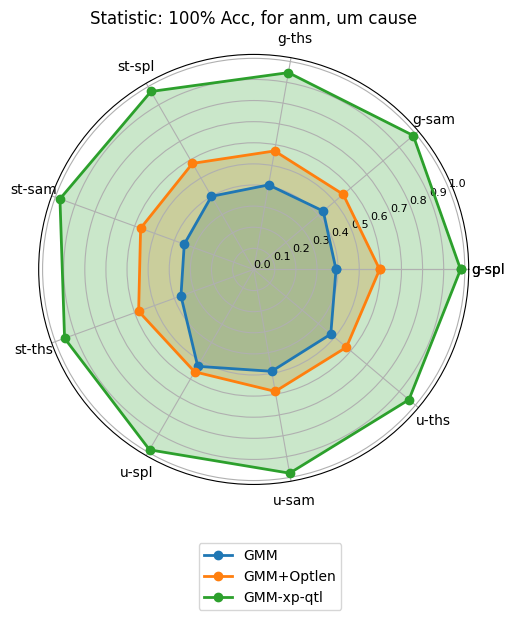 Statistic: 100% Acc, for anm, um cause
g-ths
st-spl
g-sam
st-sam
1.0
0.9
0.8
0.7
0.6
0.5
0.4
0.3
0.2
0.1
0.0
g-spl
st-ths
u-ths
u-spl
u-sam
GMM
GMM+Optlen
GMM-xp-qtl